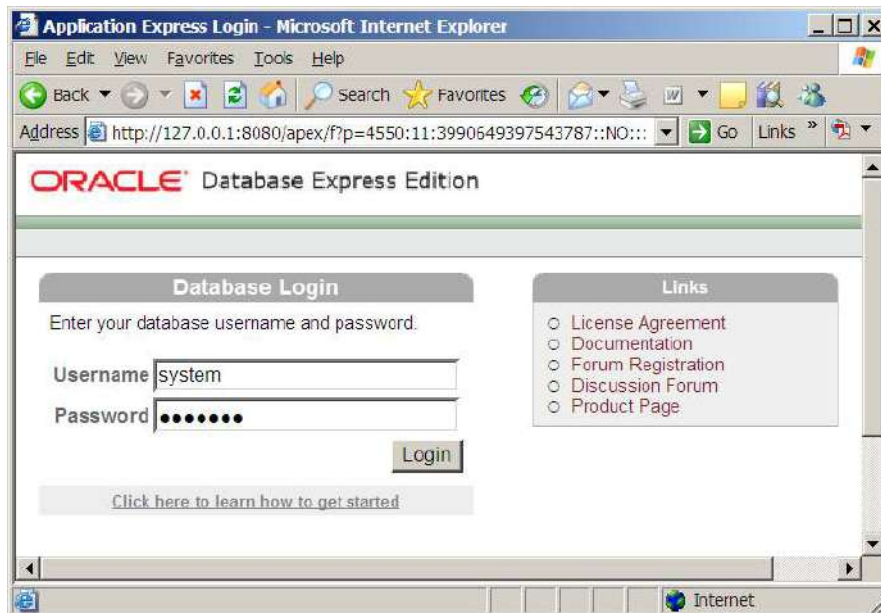 Application Express Login - Microsoft Internet Explorer
File Edit View Favorites Tools Help
Back Search Favorites
Address http://127.0.0.1:8080/apex/f?p=4550:11:3990649397543787::NO::: Go Links »
ORACLE Database Express Edition
Database Login
Enter your database username and password.
Username system
Password •••••••
Login
Click here to learn how to get started
Links
License Agreement
Documentation
Forum Registration
Discussion Forum
Product Page
Internet